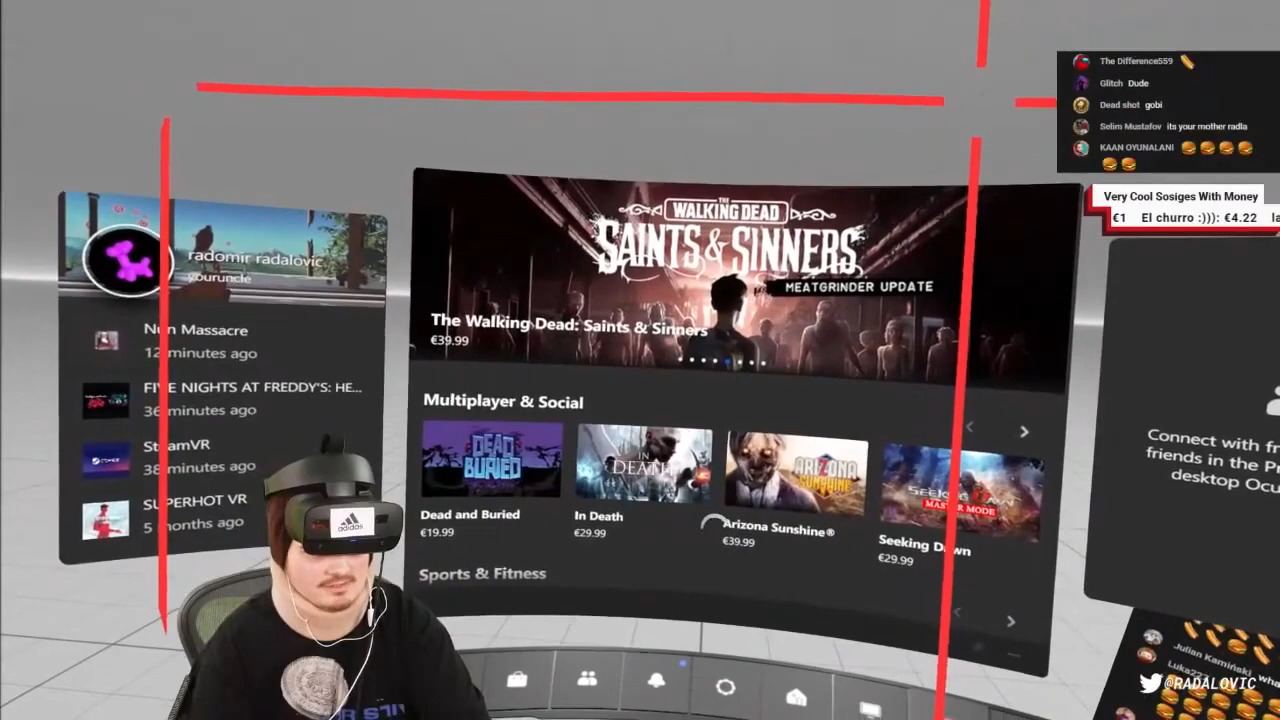 The Difference559
Glitch Dude
Dead shot gobi
Selim Mustafov its your mother radla
KAAN OYUNALANI
Very Cool Sosiges With Money
€1 El churro :))): €4.22
radomir radalovic
youruncle
Nun Massacre
12 minutes ago
FIVE NIGHTS AT FREDDY'S: HE...
36 minutes ago
SteamVR
38 minutes ago
SUPERHOT VR
5 months ago
THE
WALKING DEAD
SAINTS & SINNERS
MEATGRINDER UPDATE
The Walking Dead: Saints & Sinners
€39.99
Multiplayer & Social
DEAD
BURIED
IN
DEATH
ARIZONA
SUNSHINE
SEEKING DAWN
MASTER MODE
Dead and Buried
€19.99
In Death
€29.99
Arizona Sunshine®
€39.99
Seeking Dawn
€29.99
Sports & Fitness
Connect with
friends in the
desktop
adidas
Julian Kamiński
@RADALOVIC